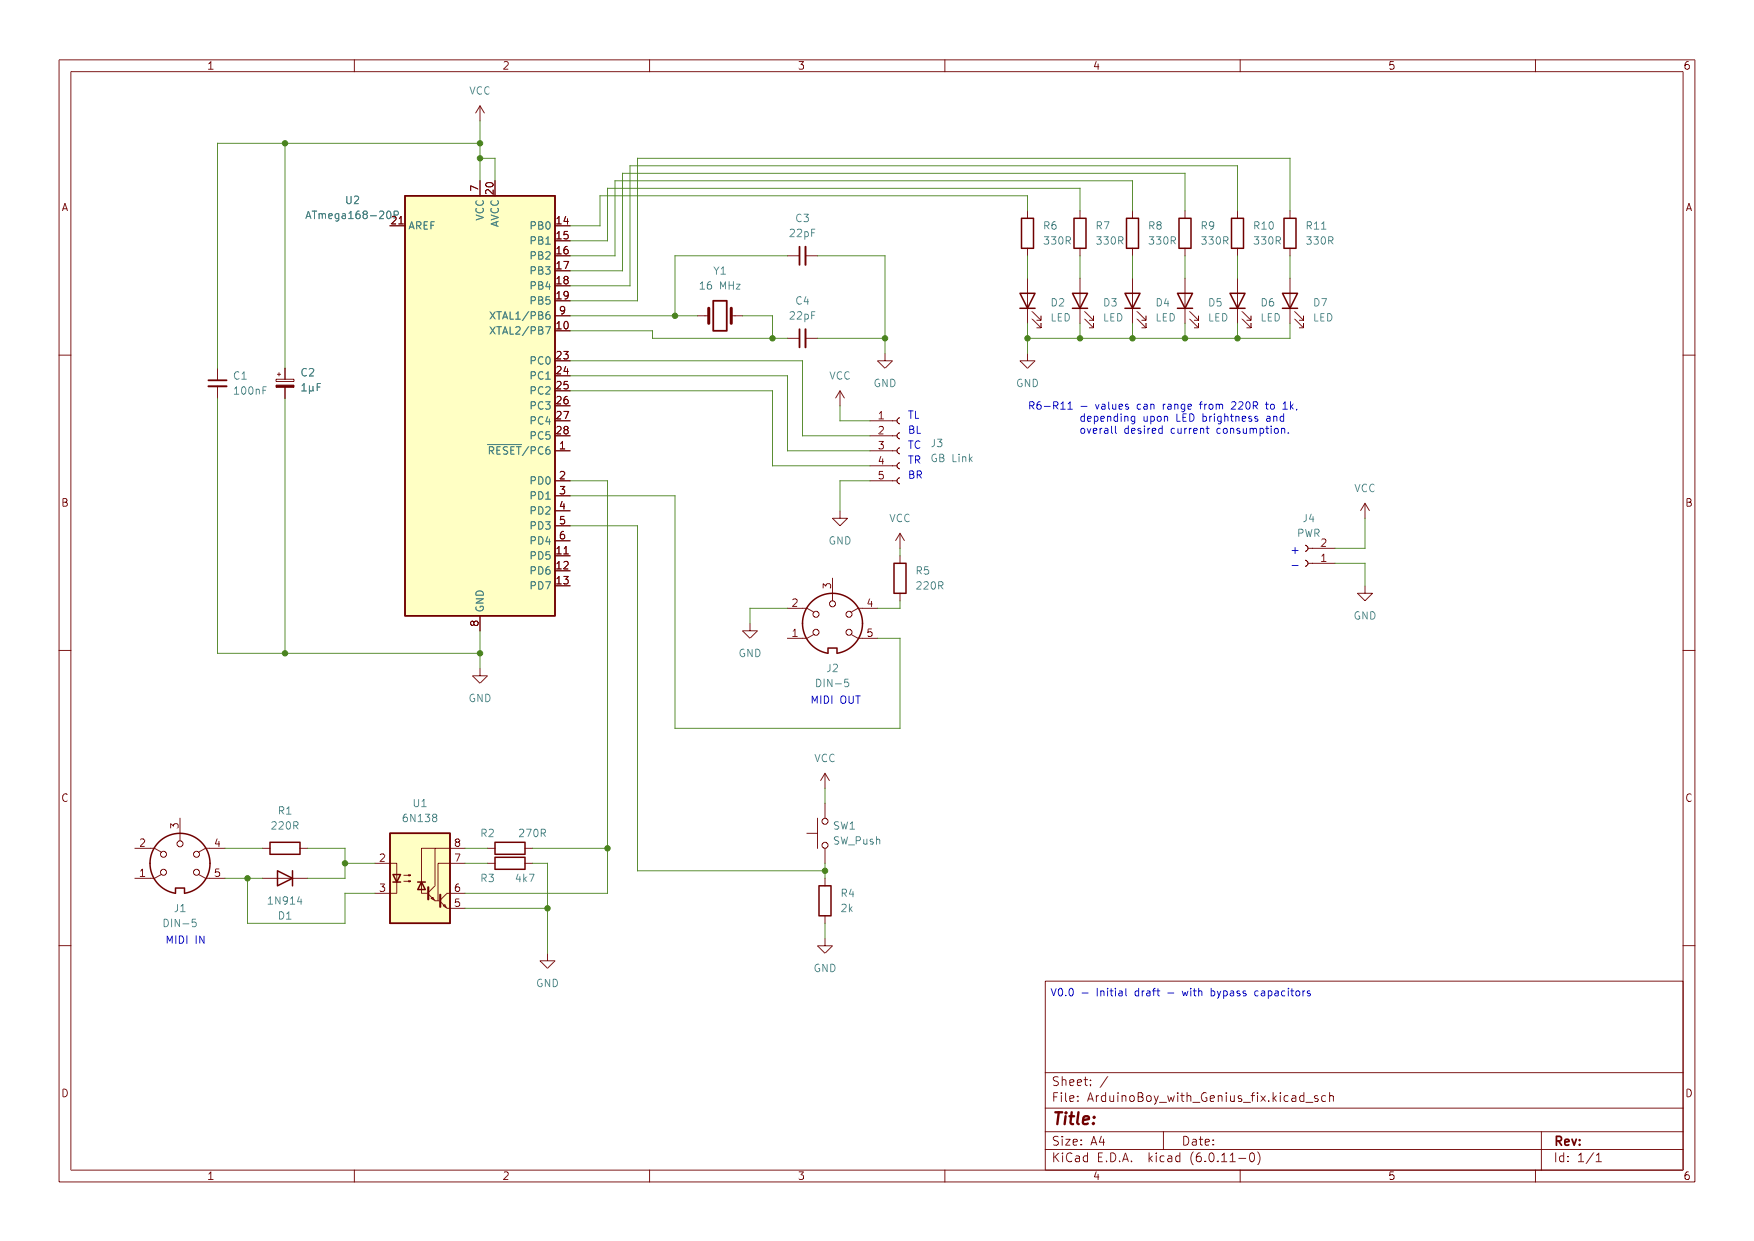 1 2 3 4 5 6
A
B
C
D
A
B
C
D
1 2 3 4 5 6
VCC
U2
ATmega168-20P
21
AREF
7
20
VCC
AVCC
PB0 14
PB1 15
PB2 16
PB3 17
PB4 18
PB5 19
XTAL1/PB6 9
XTAL2/PB7 10
PC0 23
PC1 24
PC2 25
PC3 26
PC4 27
PC5 28
RESET/PC6 1
PD0 2
PD1 3
PD2 4
PD3 5
PD4 6
PD5 11
PD6 12
PD7 13
GND
8
GND
C1
100nF
+
C2
1µF
C3
22pF
Y1
16 MHz
C4
22pF
GND
R6
330R
R7
330R
R8
330R
R9
330R
R10
330R
R11
330R
D2
LED
D3
LED
D4
LED
D5
LED
D6
LED
D7
LED
GND
R6-R11 - values can range from 220R to 1k,
depending upon LED brightness and
overall desired current consumption.
VCC
1 TL
2 BL
3 TC
4 TR
5 BR
J3
GB Link
GND
VCC
R5
220R
3
2
4
1
5
GND
J2
DIN-5
MIDI OUT
VCC
J4
PWR
+ 2
- 1
GND
VCC
SW1
SW_Push
R4
2k
GND
3
2
4
1
5
J1
DIN-5
MIDI IN
R1
220R
1N914
D1
U1
6N138
2
3
8
7
6
5
R2 270R
R3 4k7
GND
V0.0 - Initial draft - with bypass capacitors
Sheet: /
File: ArduinoBoy_with_Genius_fix.kicad_sch
Title:
Size: A4 Date: Rev:
KiCad E.D.A. kicad (6.0.11-0) Id: 1/1